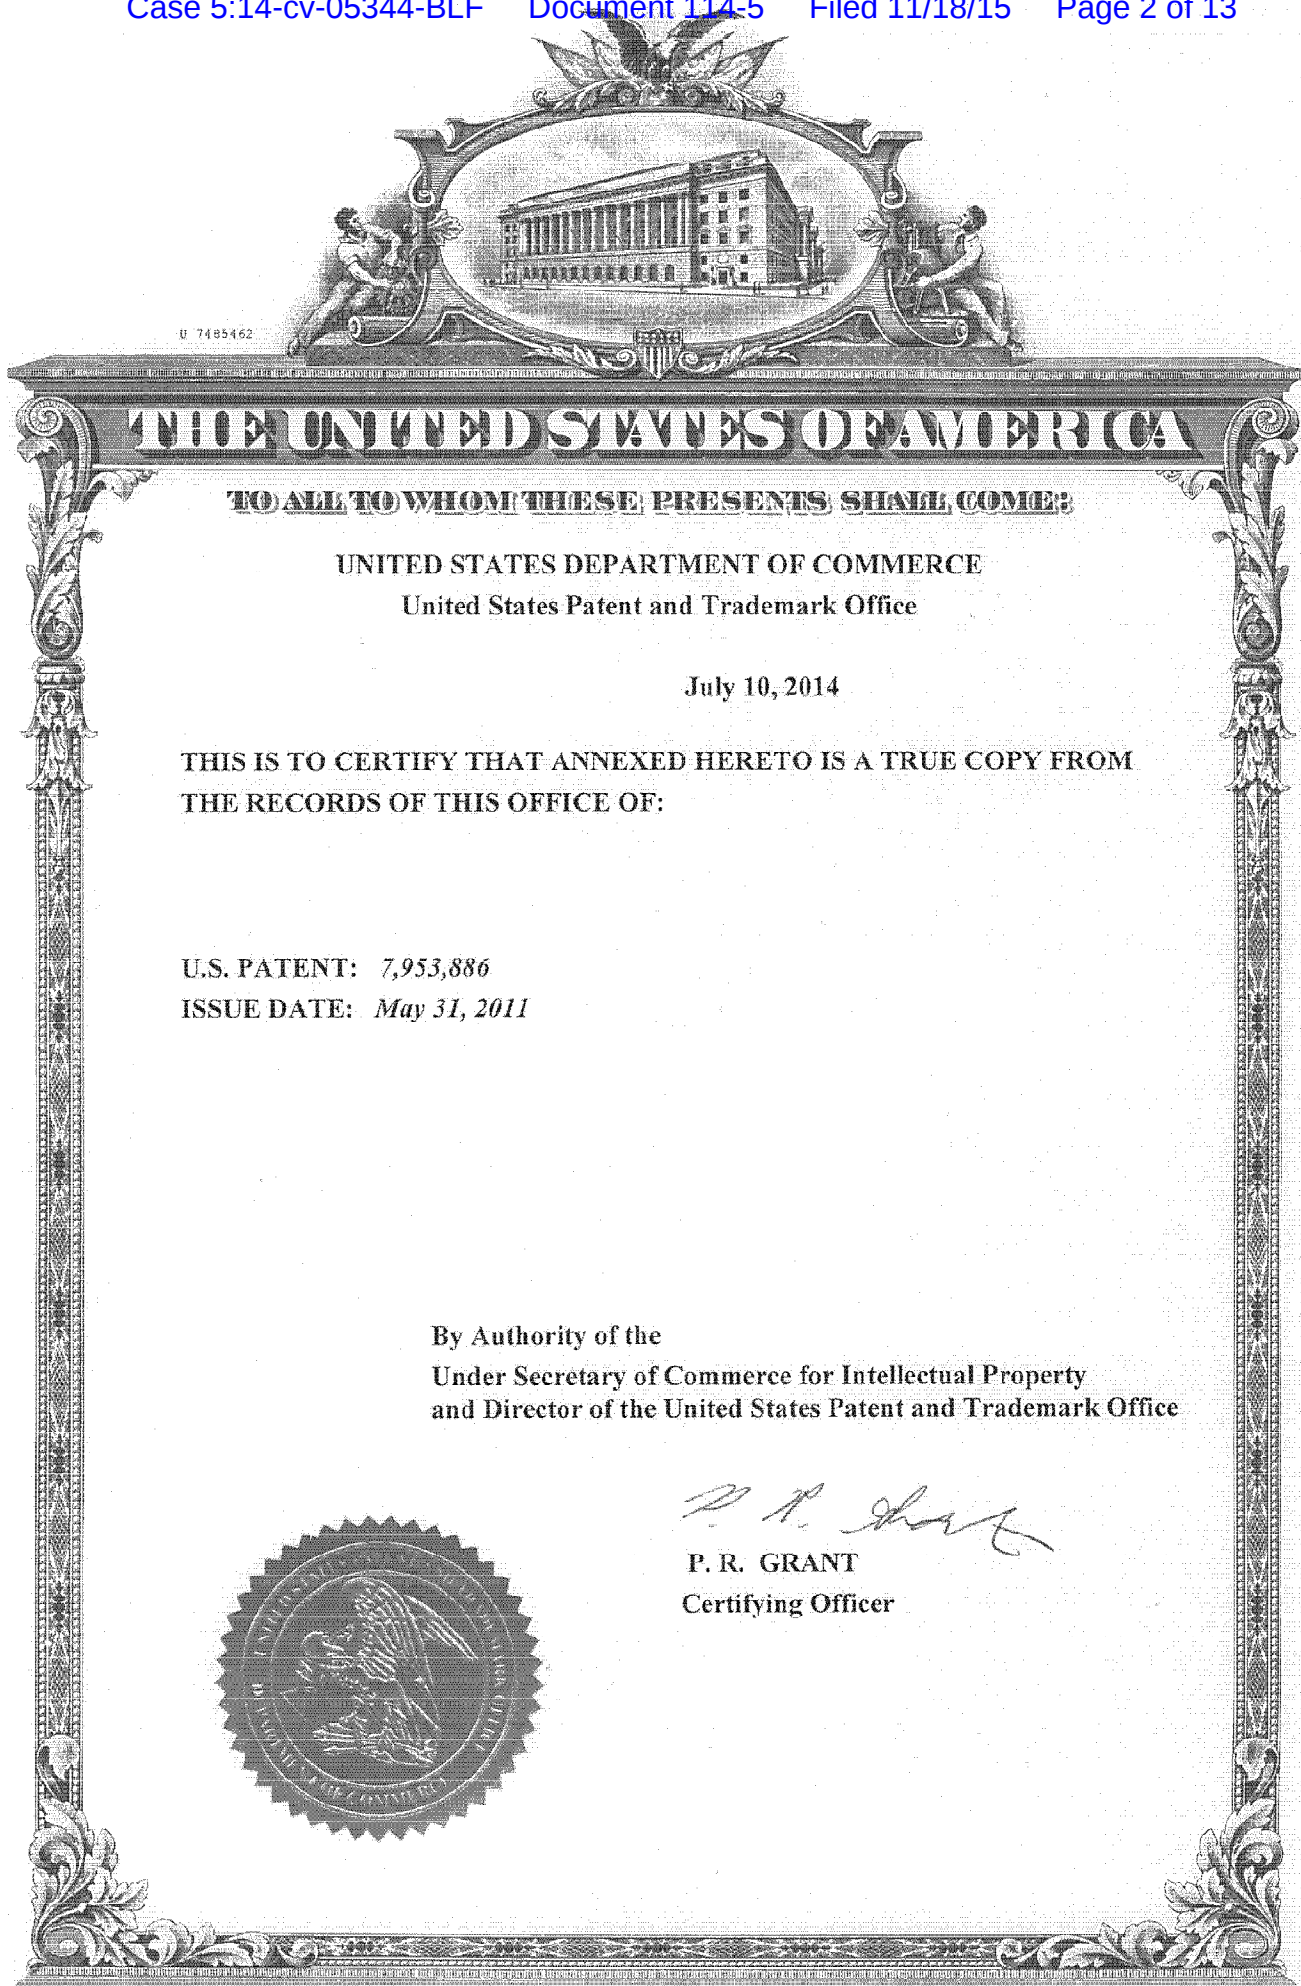 Case 5:14-cv-05344-BLF Document 114-5 Filed 11/18/15 Page 2 of 13
U 7485462
THE UNITED STATES OF AMERICA
TO ALL TO WHOM THESE PRESENTS SHALL COME:
UNITED STATES DEPARTMENT OF COMMERCE
United States Patent and Trademark Office
July 10, 2014
THIS IS TO CERTIFY THAT ANNEXED HERETO IS A TRUE COPY FROM
THE RECORDS OF THIS OFFICE OF:
U.S. PATENT: 7,953,886
ISSUE DATE: May 31, 2011
By Authority of the
Under Secretary of Commerce for Intellectual Property
and Director of the United States Patent and Trademark Office
P. R. GRANT
Certifying Officer